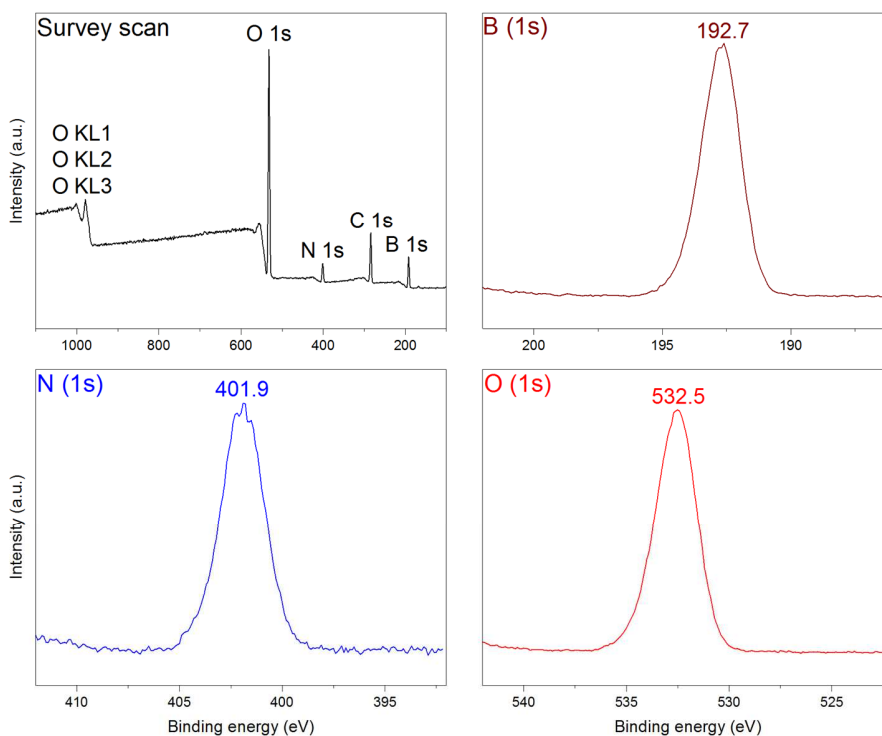 Survey scan
O 1s
O KL1
O KL2
O KL3
N 1s
C 1s
B 1s
Intensity (a.u.)
1000
800
600
400
200
B (1s)
192.7
200
195
190
N (1s)
401.9
Intensity (a.u.)
410
405
400
395
Binding energy (eV)
O (1s)
532.5
540
535
530
525
Binding energy (eV)